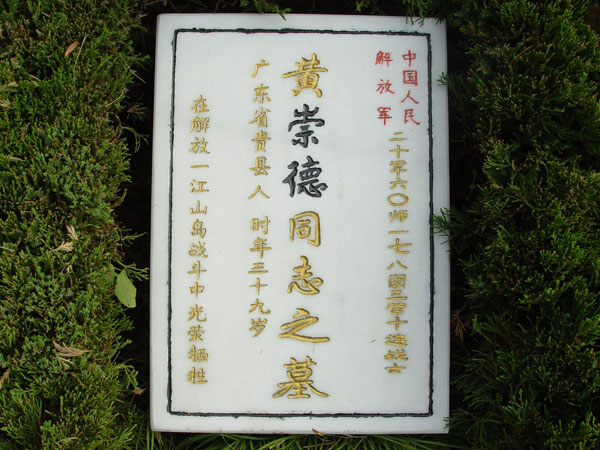 中国人民
解放军
二十军六〇师一七八团三营十连战士
黄崇德同志之墓
广东省贵县人 时年三十九岁
在解放一江山岛战斗中光荣牺牲